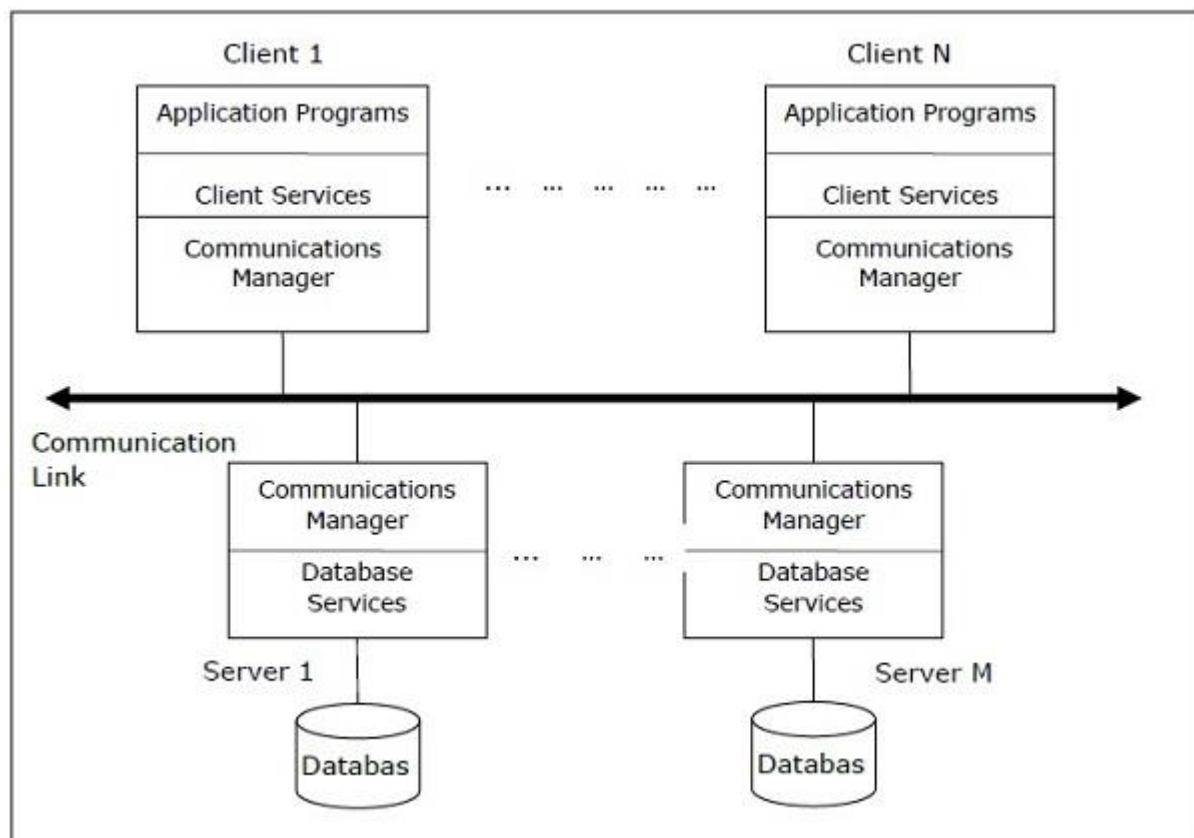 Client 1
Client N
Application Programs
Client Services
Communications
Manager
... ... ... ... ...
Application Programs
Client Services
Communications
Manager
Communication
Link
Communications
Manager
Database
Services
... ... ...
Communications
Manager
Database
Services
Server 1
Server M
Databas
Databas